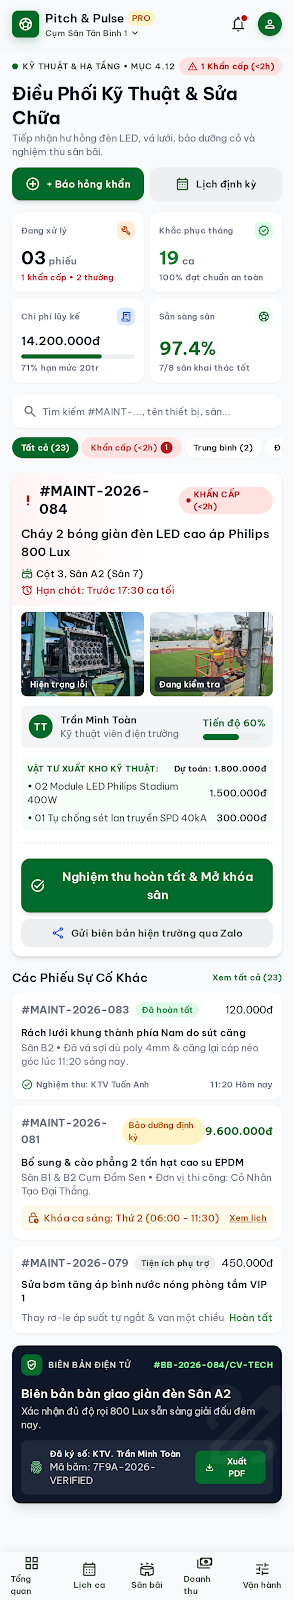 Pitch & Pulse PRO
Cụm Sân Tân Bình 1
KỸ THUẬT & HẠ TẦNG • MỤC 4.12
1 Khẩn cấp (<2h)
Điều Phối Kỹ Thuật & Sửa
Chữa
Tiếp nhận hư hỏng đèn LED, vá lưới, bảo dưỡng cỏ và
nghiệm thu sân bãi.
+ Báo hỏng khẩn
Lịch định kỳ
Đang xử lý
03 phiếu
1 khẩn cấp • 2 thường
Khắc phục tháng
19 ca
100% đạt chuẩn an toàn
Chi phí lũy kế
14.200.000đ
71% hạn mức 20tr
Sẵn sàng sân
97.4%
7/8 sân khai thác tốt
Tìm kiếm #MAINT-..., tên thiết bị, sân...
Tất cả (23)
Khẩn cấp (<2h) 1
Trung bình (2)
Đ
#MAINT-2026-
084
KHẨN CẤP
(<2h)
Cháy 2 bóng giàn đèn LED cao áp Philips
800 Lux
Cột 3, Sân A2 (Sân 7)
Hạn chót: Trước 17:30 ca tối
Hiện trạng lỗi
Đang kiểm tra
TT
Trần Minh Toàn
Kỹ thuật viên điện trường
Tiến độ 60%
VẬT TƯ XUẤT KHO KỸ THUẬT:
Dự toán: 1.800.000đ
• 02 Module LED Philips Stadium
400W
1.500.000đ
• 01 Tụ chống sét lan truyền SPD 40kA
300.000đ
Nghiệm thu hoàn tất & Mở khóa
sân
Gửi biên bản hiện trường qua Zalo
Các Phiếu Sự Cố Khác
Xem tất cả (23)
#MAINT-2026-083
Đã hoàn tất
120.000đ
Rách lưới khung thành phía Nam do sút căng
Sân B2 • Đã vá sợi dù poly 4mm & căng lại cáp néo
góc lúc 11:20 sáng nay.
Nghiệm thu: KTV Tuấn Anh
11:20 Hôm nay
#MAINT-2026-
081
Bảo dưỡng định
kỳ
9.600.000đ
Bổ sung & cào phẳng 2 tấn hạt cao su EPDM
Sân B1 & B2 Cụm Đầm Sen • Đơn vị thi công: Cỏ Nhân
Tạo Đại Thắng.
Khóa ca sáng: Thứ 2 (06:00 - 11:30)
Xem lịch
#MAINT-2026-079
Tiện ích phụ trợ
450.000đ
Sửa bơm tăng áp bình nước nóng phòng tắm VIP
1
Thay rơ-le áp suất tự ngắt & van một chiều
Hoàn tất
BIÊN BẢN ĐIỆN TỬ
#BB-2026-084/CV-TECH
Biên bản bàn giao giàn đèn Sân A2
Xác nhận đủ độ rọi 800 Lux sẵn sàng giải đấu đêm
nay.
Đã ký số: KTV. Trần Minh Toàn
Mã băm: 7F9A-2026-
VERIFIED
Xuất
PDF
Tổng
quan
Lịch ca
Sân bãi
Doanh
thu
Vận hành